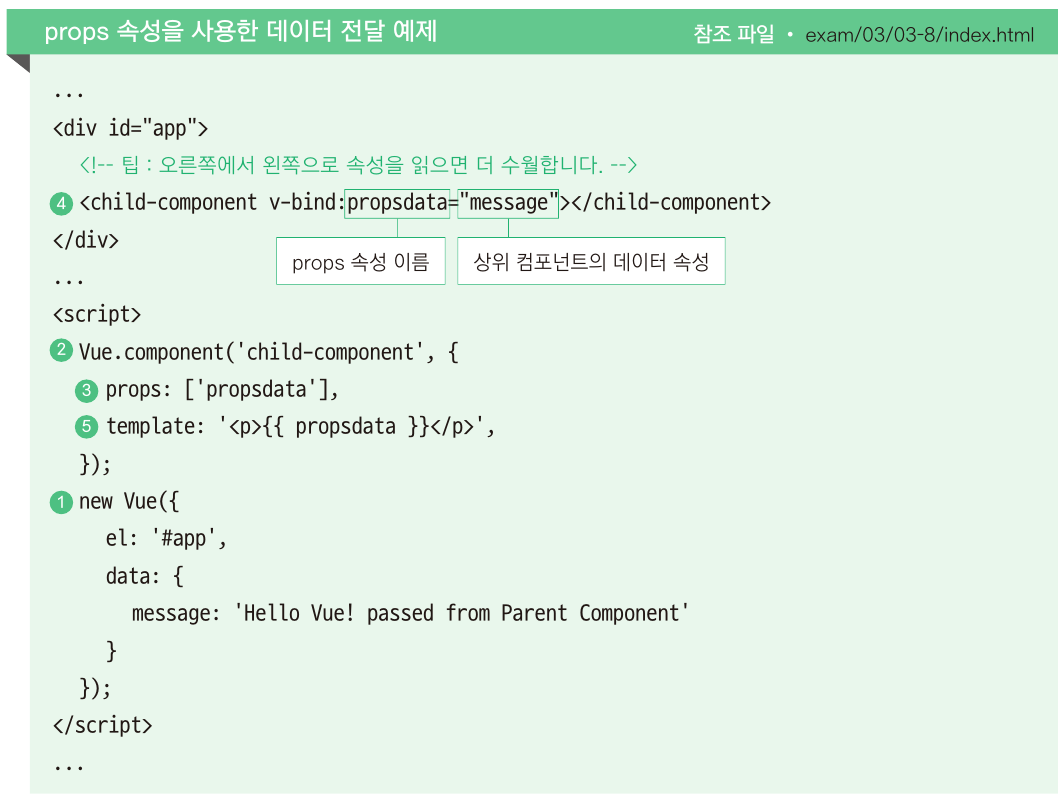 props 속성을 사용한 데이터 전달 예제
참조 파일 • exam/03/03-8/index.html
...
<div id="app">
<!-- 팁 : 오른쪽에서 왼쪽으로 속성을 읽으면 더 수월합니다. -->
4 <child-component v-bind:propsdata="message"></child-component>
</div>
props 속성 이름
상위 컴포넌트의 데이터 속성
...
<script>
2 Vue.component('child-component', {
3 props: ['propsdata'],
5 template: '<p>{{ propsdata }}</p>',
});
1 new Vue({
el: '#app',
data: {
message: 'Hello Vue! passed from Parent Component'
}
});
</script>
...